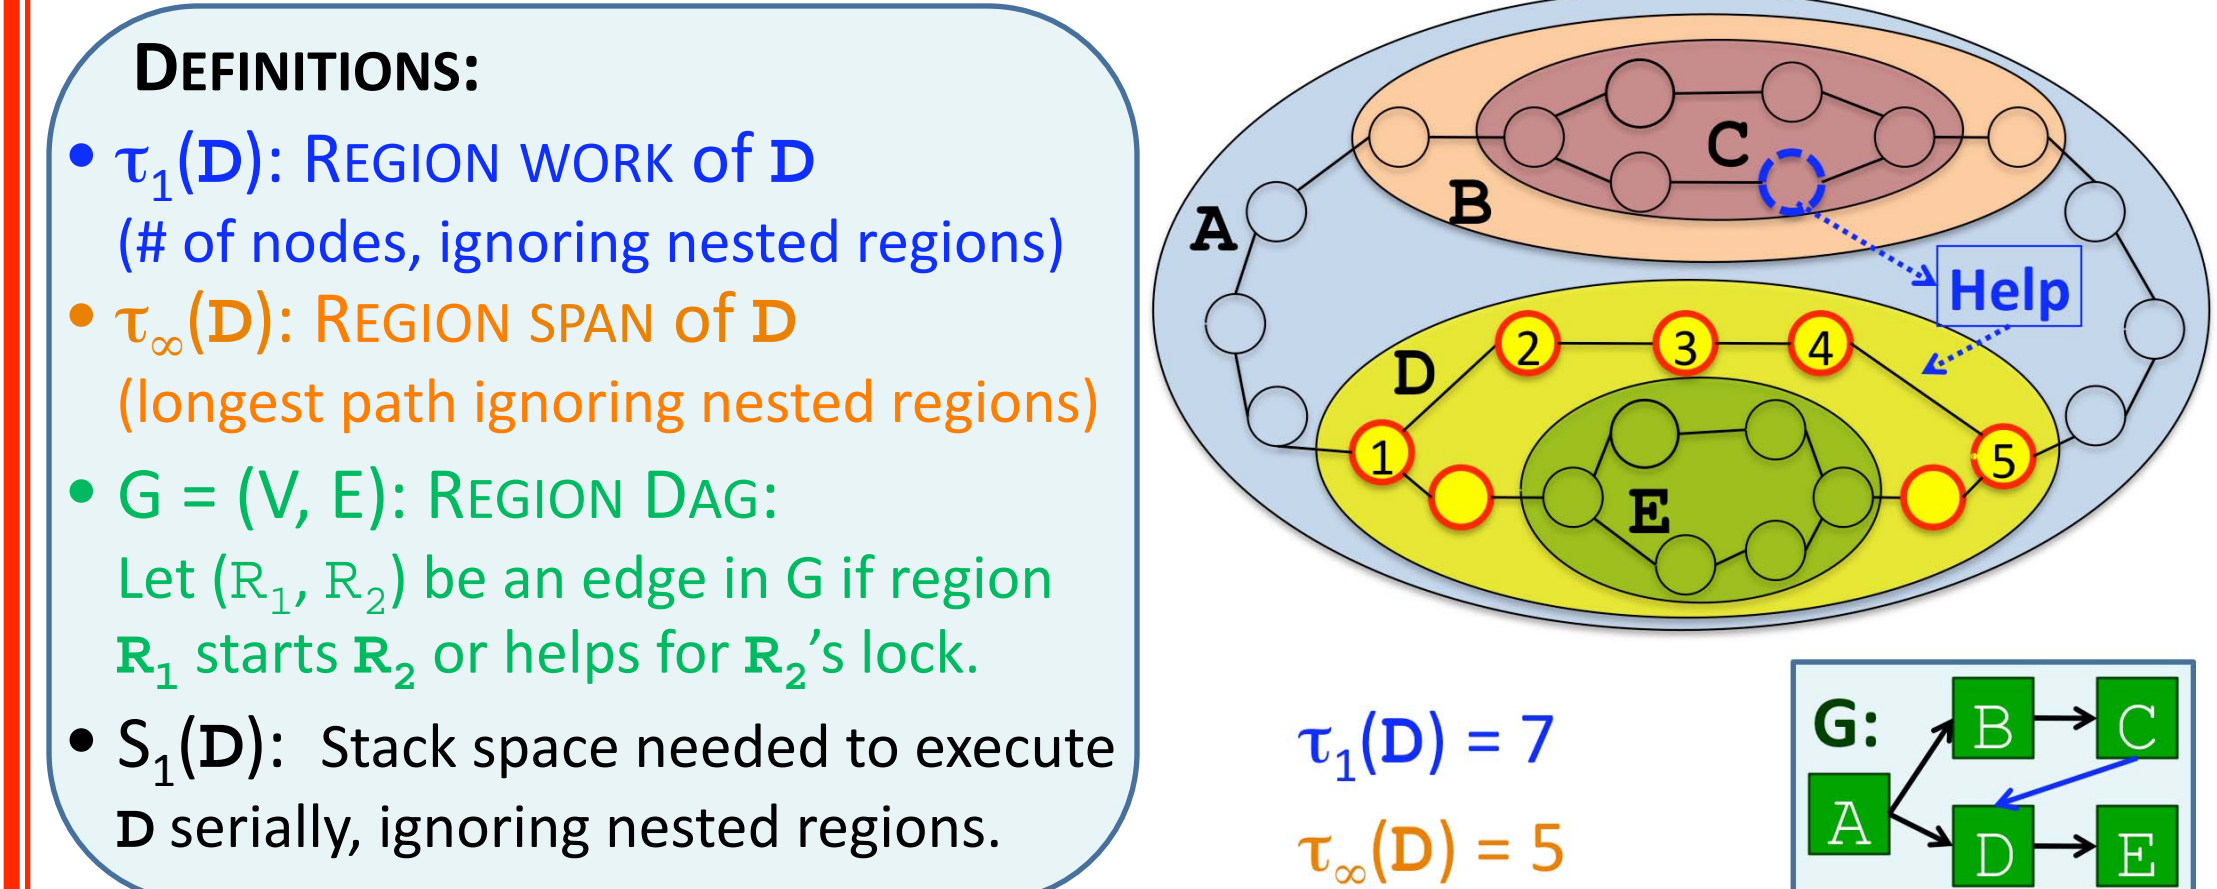 DEFINITIONS:
• τ₁(D): REGION WORK of D
(# of nodes, ignoring nested regions)
• τ∞(D): REGION SPAN of D
(longest path ignoring nested regions)
• G = (V, E): REGION DAG:
Let (R₁, R₂) be an edge in G if region
R₁ starts R₂ or helps for R₂’s lock.
• S₁(D): Stack space needed to execute
D serially, ignoring nested regions.
A
B
C
Help
D
2
3
4
1
5
E
τ₁(D) = 7
τ∞(D) = 5
G:
B
C
A
D
E